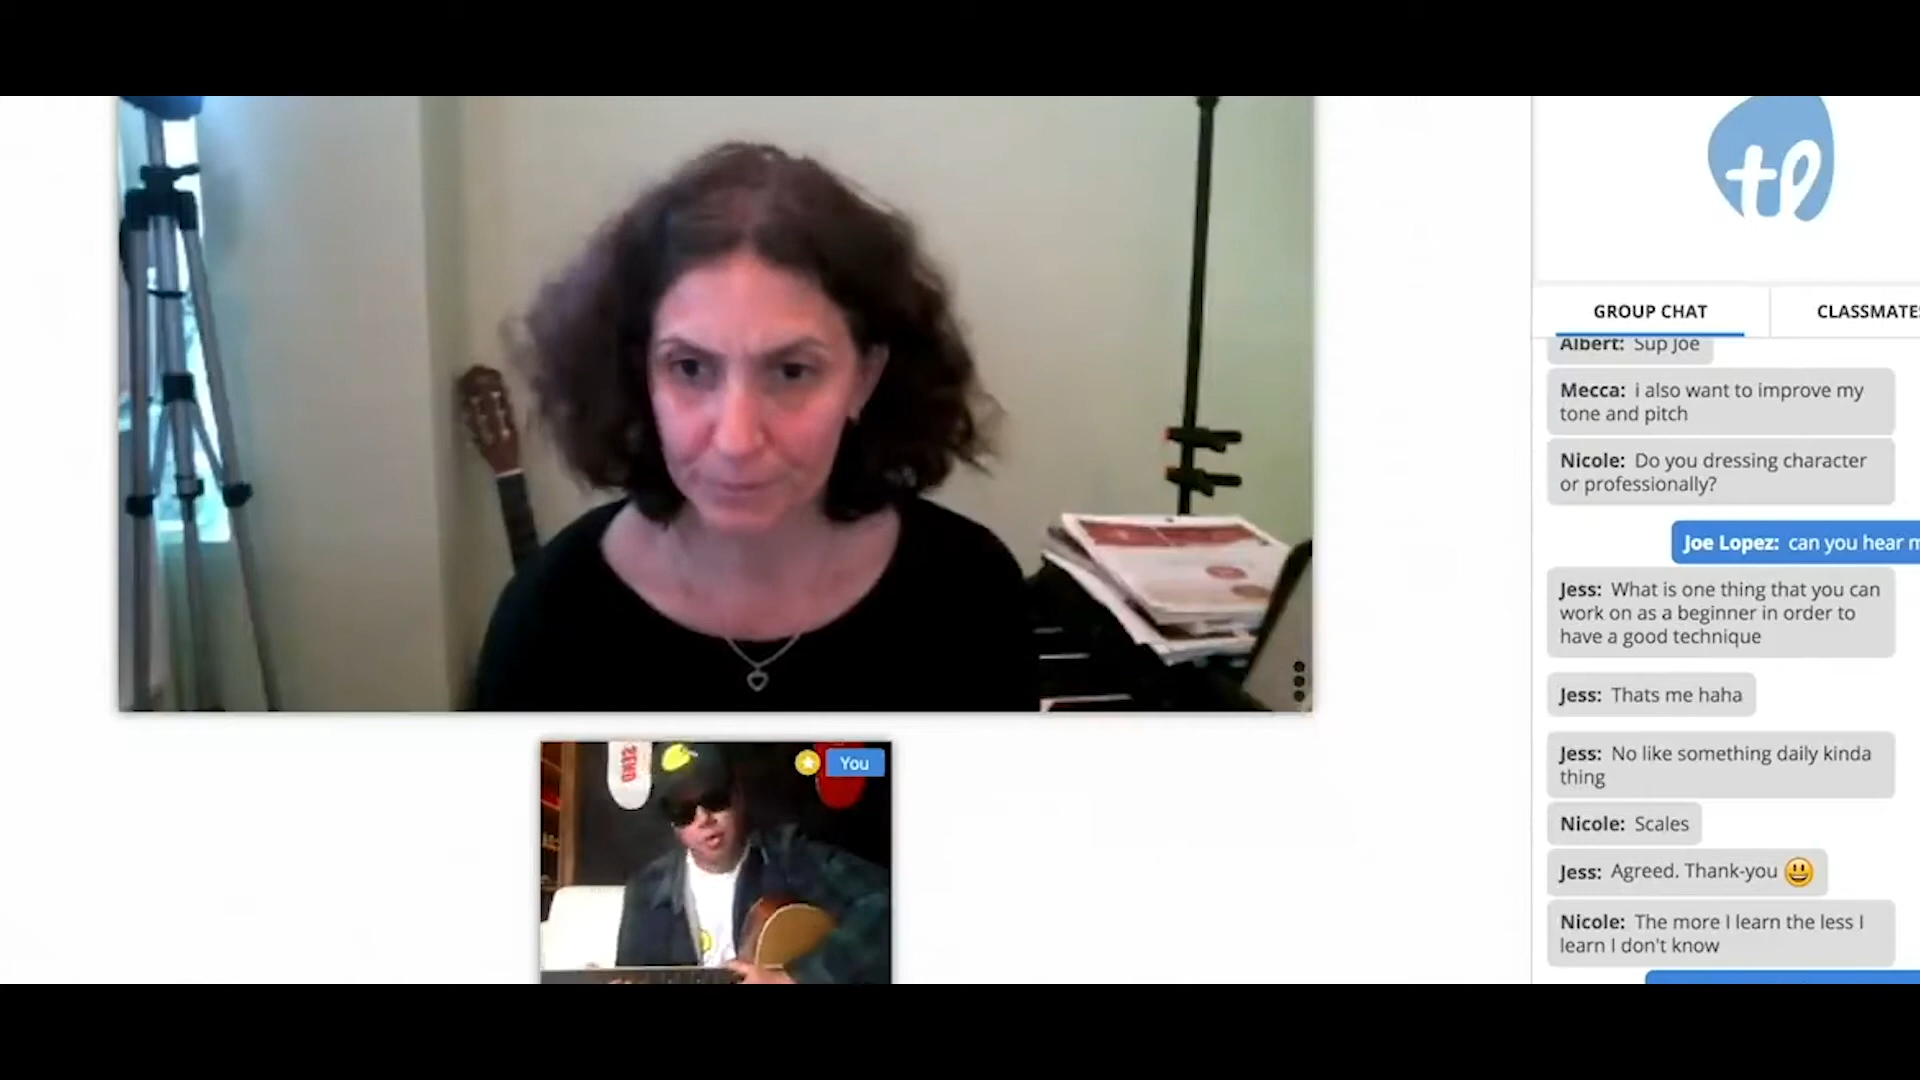 tl
GROUP CHAT
CLASSMATES
Albert: Sup Joe
Mecca: i also want to improve my
tone and pitch
Nicole: Do you dressing character
or professionally?
Joe Lopez: can you hear m
Jess: What is one thing that you can
work on as a beginner in order to
have a good technique
Jess: Thats me haha
Jess: No like something daily kinda
thing
Nicole: Scales
Jess: Agreed. Thank-you 😃
Nicole: The more I learn the less I
learn I don't know
You